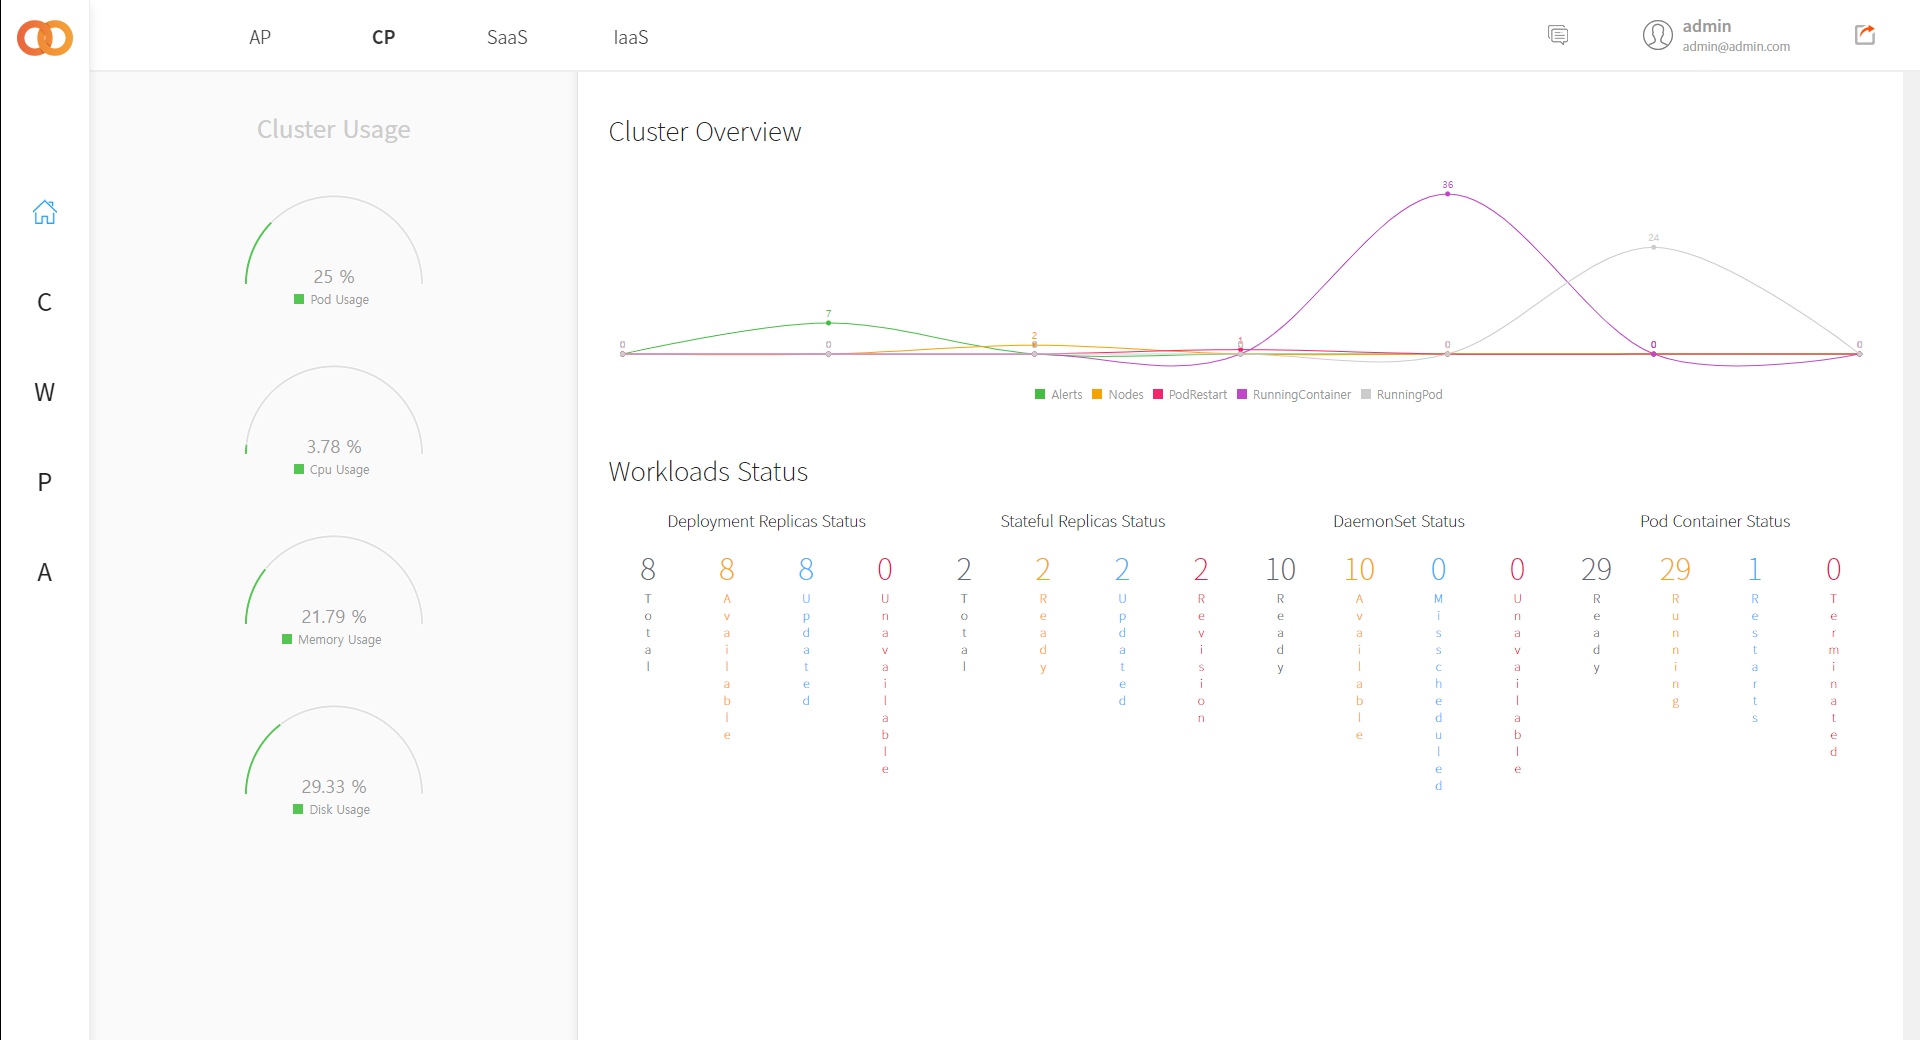 AP CP SaaS IaaS
admin
admin@admin.com
C
W
P
A
Cluster Usage
25 %
Pod Usage
3.78 %
Cpu Usage
21.79 %
Memory Usage
29.33 %
Disk Usage
Cluster Overview
36
24
7
2
1
0 0 0 0 0 0 0
Alerts Nodes PodRestart RunningContainer RunningPod
Workloads Status
Deployment Replicas Status
8 Total
8 Available
8 Updated
0 Unavailable
Stateful Replicas Status
2 Total
2 Ready
2 Updated
2 Revision
DaemonSet Status
10 Ready
10 Available
0 Misscheduled
0 Unavailable
Pod Container Status
29 Ready
29 Running
1 Restarts
0 Terminated